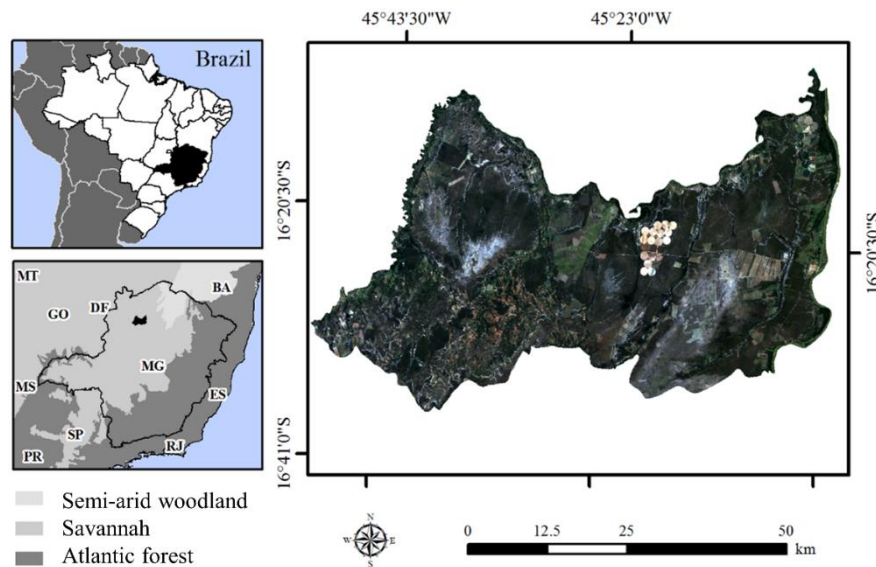 Brazil
MT
BA
DF
GO
MG
MS
ES
SP
RJ
PR
Semi-arid woodland
Savannah
Atlantic forest
45°43'30"W
45°23'0"W
16°20'30"S
16°20'30"S
16°41'0"S
N
W
E
S
0
12.5
25
50
km